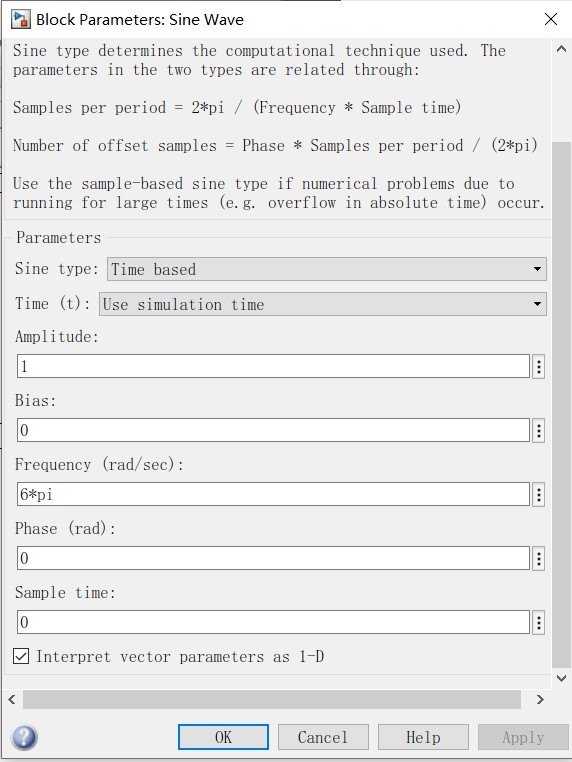 Block Parameters: Sine Wave
Sine type determines the computational technique used. The
parameters in the two types are related through:
Samples per period = 2*pi / (Frequency * Sample time)
Number of offset samples = Phase * Samples per period / (2*pi)
Use the sample-based sine type if numerical problems due to
running for large times (e.g. overflow in absolute time) occur.
Parameters
Sine type: Time based
Time (t): Use simulation time
Amplitude:
1
Bias:
0
Frequency (rad/sec):
6*pi
Phase (rad):
0
Sample time:
0
Interpret vector parameters as 1-D
OK Cancel Help Apply